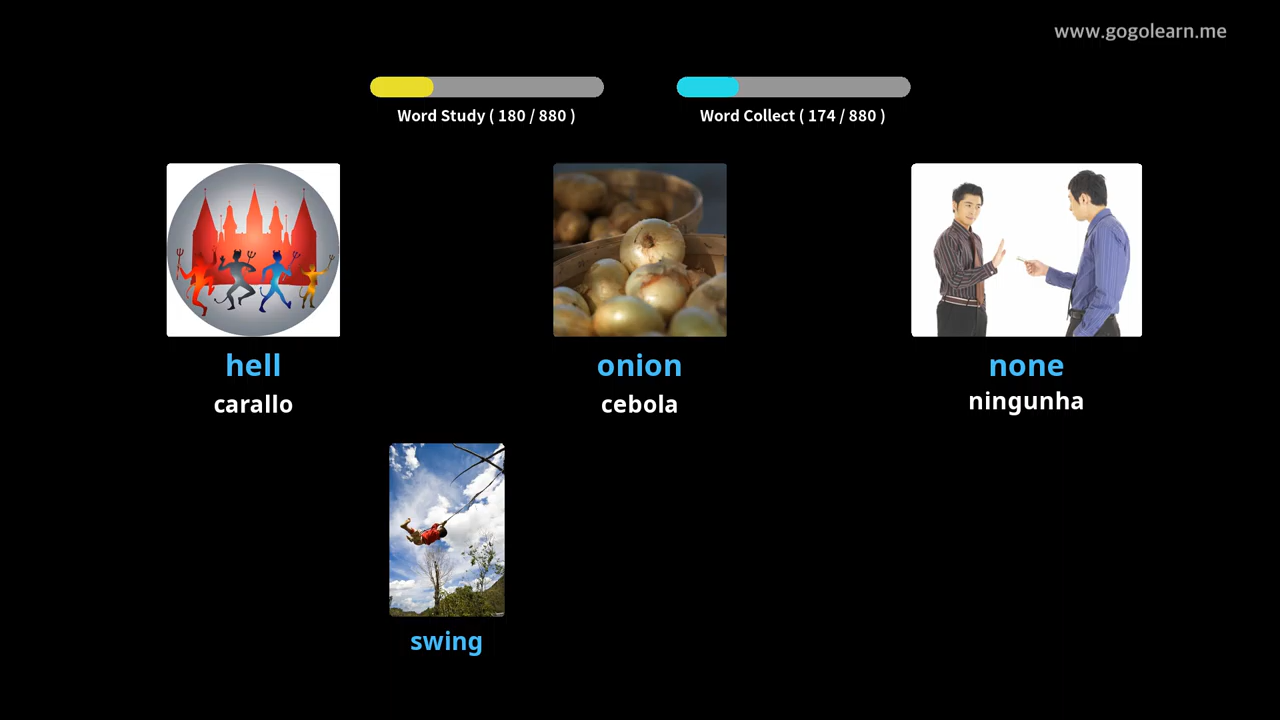 www.gogolearn.me
Word Study ( 180 / 880 )
Word Collect ( 174 / 880 )
hell
onion
none
carallo
cebola
ningunha
swing